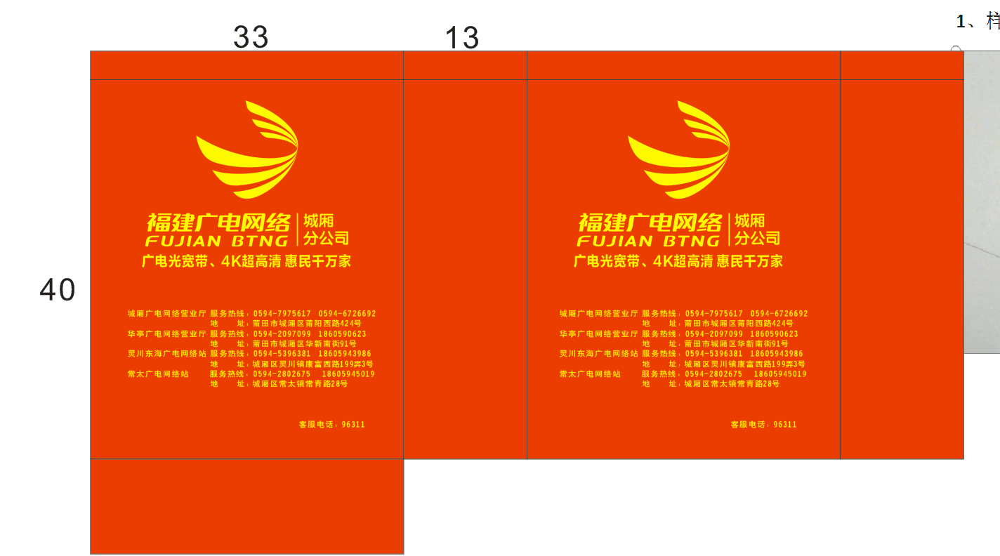 33
13
1、样
40
福建广电网络
FUJIAN BTNG
城厢
分公司
广电光宽带、4K超高清 惠民千万家
城厢广电网络营业厅 服务热线：0594-7975617 0594-6726692
地 址：莆田市城厢区莆阳西路424号
华亭广电网络营业厅 服务热线：0594-2097099 1860590623
地 址：莆田市城厢区华新南街91号
灵川东海广电网络站 服务热线：0594-5396381 18605943986
地 址：城厢区灵川镇康富西路199弄3号
常太广电网络站 服务热线：0594-2802675 18605945019
地 址：城厢区常太镇常青路28号
客服电话：96311
福建广电网络
FUJIAN BTNG
城厢
分公司
广电光宽带、4K超高清 惠民千万家
城厢广电网络营业厅 服务热线：0594-7975617 0594-6726692
地 址：莆田市城厢区莆阳西路424号
华亭广电网络营业厅 服务热线：0594-2097099 1860590623
地 址：莆田市城厢区华新南街91号
灵川东海广电网络站 服务热线：0594-5396381 18605943986
地 址：城厢区灵川镇康富西路199弄3号
常太广电网络站 服务热线：0594-2802675 18605945019
地 址：城厢区常太镇常青路28号
客服电话：96311